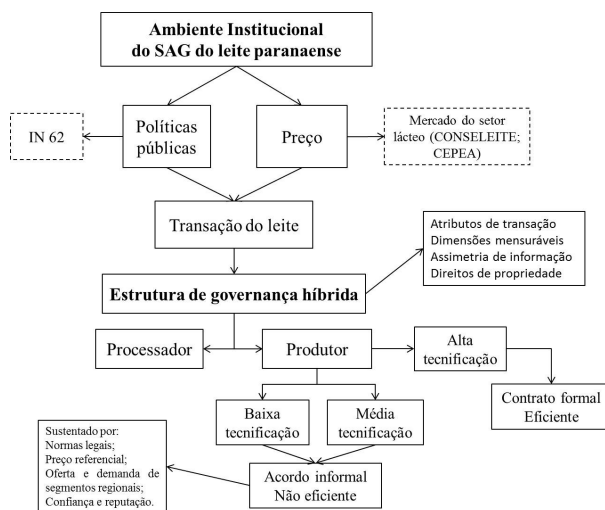 Ambiente Institucional
do SAG do leite paranaense
IN 62
Políticas
públicas
Preço
Mercado do setor
lácteo (CONSELEITE;
CEPEA)
Transação do leite
Atributos de transação
Dimensões mensuráveis
Assimetria de informação
Direitos de propriedade
Estrutura de governança híbrida
Processador
Produtor
Alta
tecnificação
Contrato formal
Eficiente
Baixa
tecnificação
Média
tecnificação
Sustentado por:
Normas legais;
Preço referencial;
Oferta e demanda de
segmentos regionais;
Confiança e reputação.
Acordo informal
Não eficiente